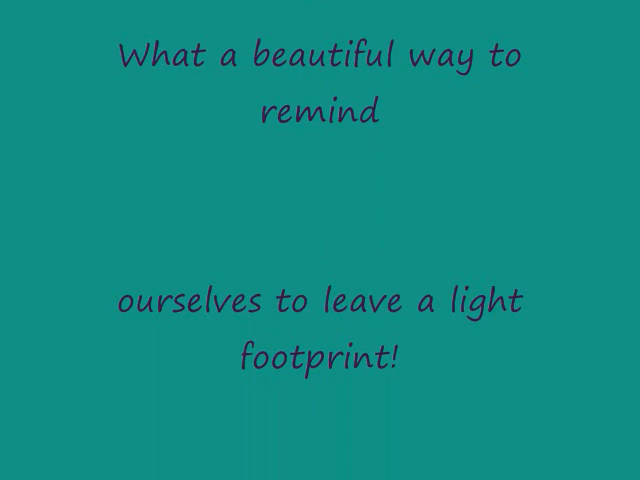 What a beautiful way to
remind
ourselves to leave a light
footprint!